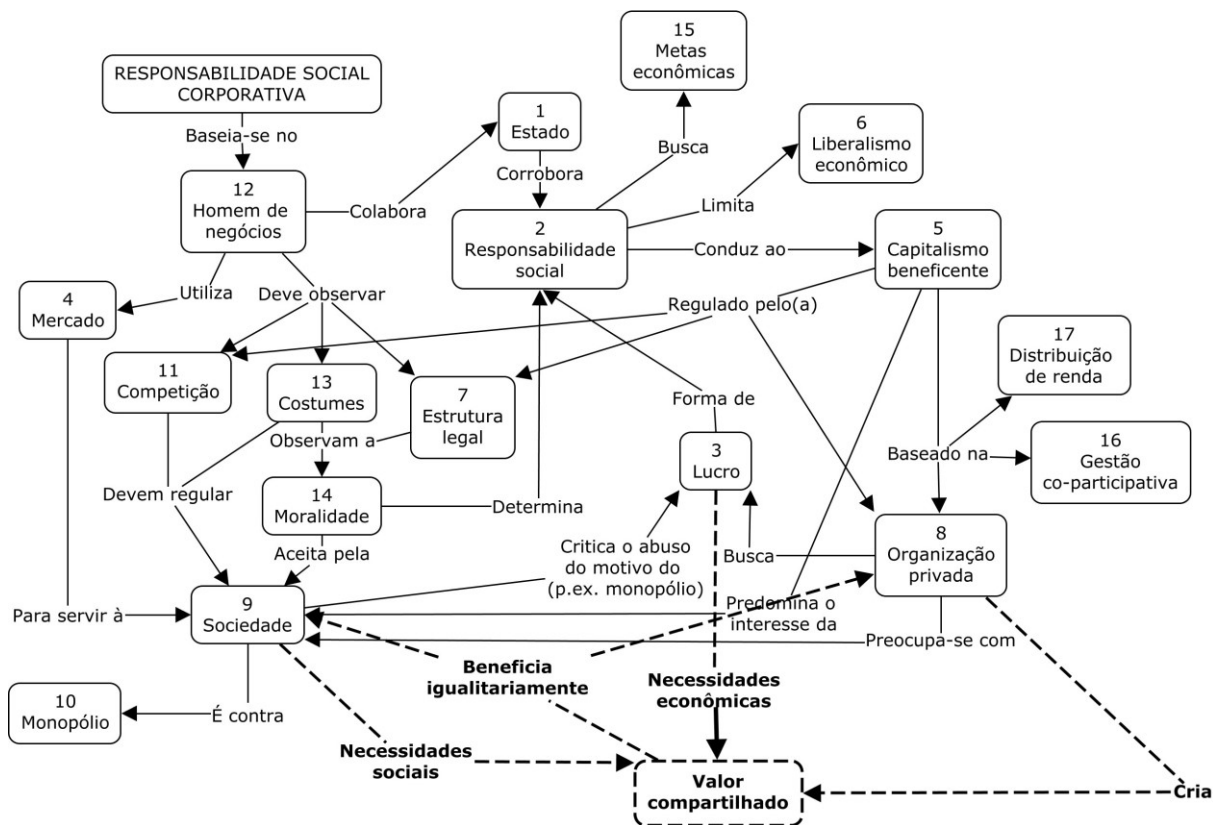 15
Metas
econômicas
RESPONSABILIDADE SOCIAL
CORPORATIVA
1
Estado
6
Liberalismo
econômico
Baseia-se no
Busca
Corrobora
12
Homem de
negócios
Colabora
Limita
2
Responsabilidade
social
Conduz ao
5
Capitalismo
beneficente
4
Mercado
Utiliza
Deve observar
Regulado pelo(a)
17
Distribuição
de renda
11
Competição
13
Costumes
7
Estrutura
legal
Forma de
Observam a
3
Lucro
Baseado na
16
Gestão
co-participativa
Devem regular
14
Moralidade
Determina
8
Organização
privada
Aceita pela
Critica o abuso
do motivo do
(p.ex. monopólio)
Busca
Para servir à
9
Sociedade
Predomina o
interesse da
Preocupa-se com
Beneficia
igualitariamente
Necessidades
econômicas
10
Monopólio
É contra
Necessidades
sociais
Valor
compartilhado
Cria